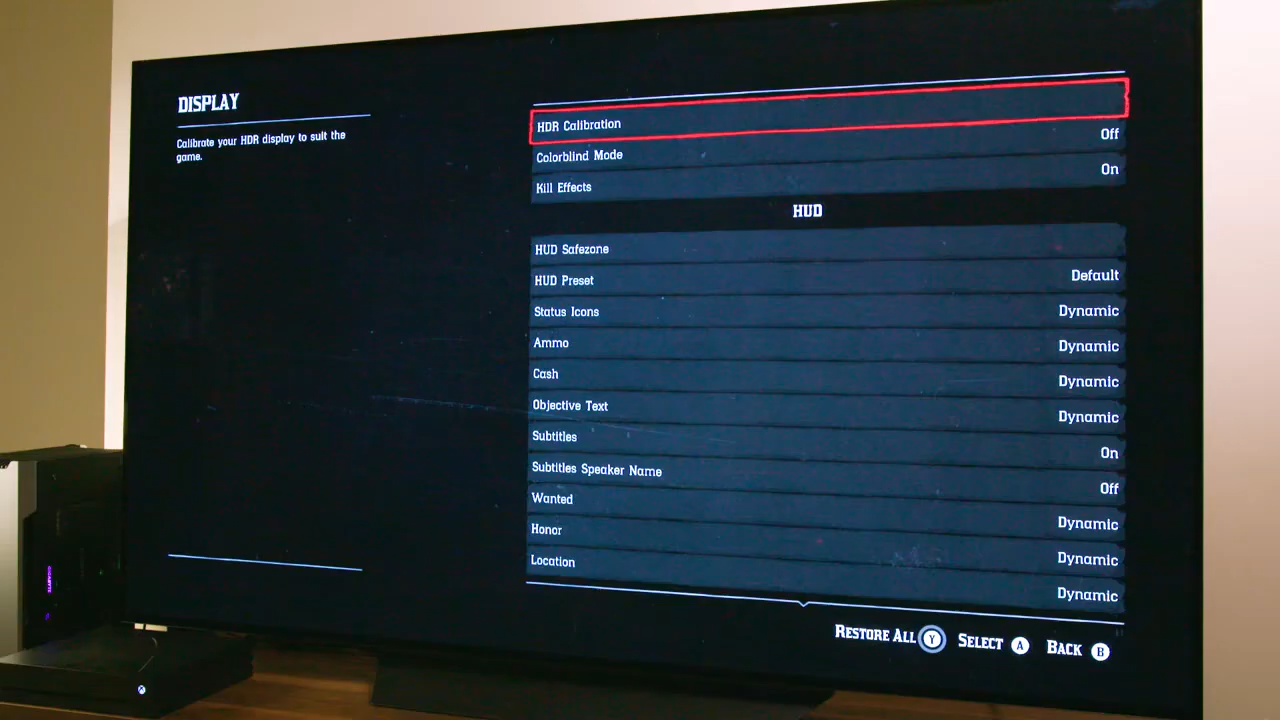 DISPLAY
Calibrate your HDR display to suit the
game.
HDR Calibration
Colorblind Mode Off
Kill Effects On
HUD
HUD Safezone
HUD Preset Default
Status Icons Dynamic
Ammo Dynamic
Cash Dynamic
Objective Text Dynamic
Subtitles On
Subtitles Speaker Name Off
Wanted Dynamic
Honor Dynamic
Location Dynamic
RESTORE ALL Y SELECT A BACK B
GIGABYTE